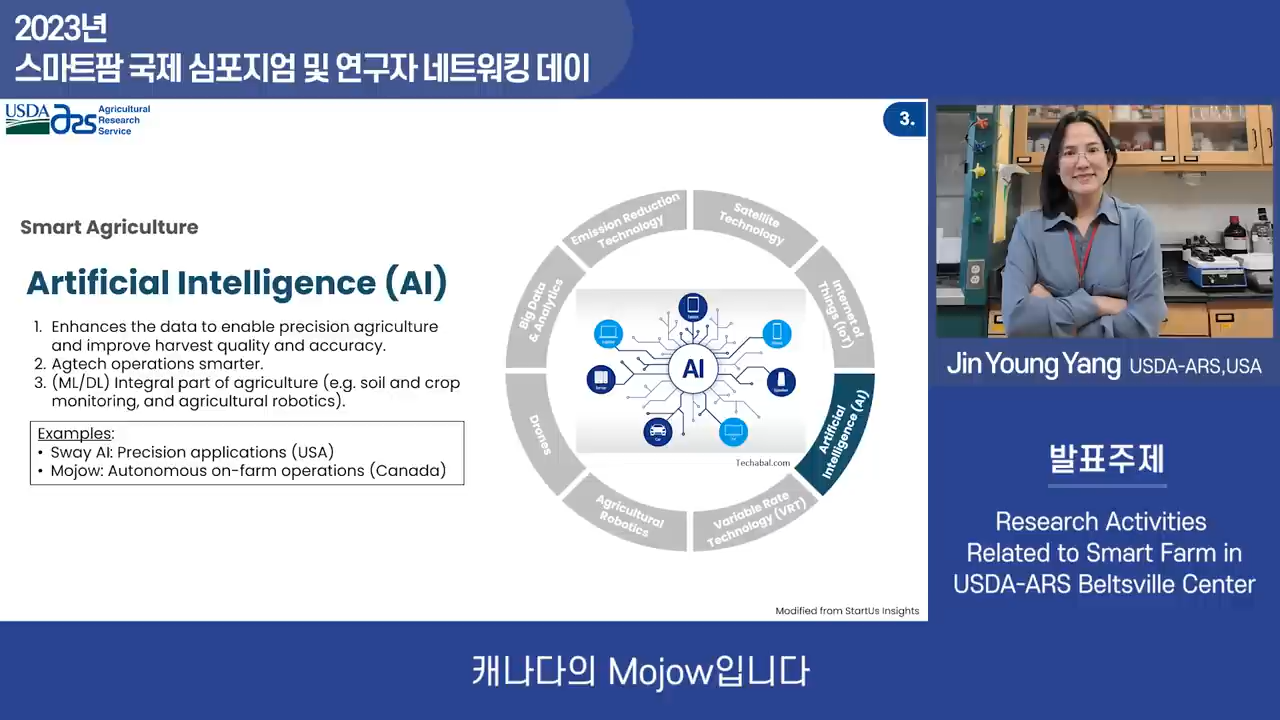 2023년
스마트팜 국제 심포지엄 및 연구자 네트워킹 데이
USDA ars Agricultural
Research
Service
3.
Smart Agriculture
Artificial Intelligence (AI)
1. Enhances the data to enable precision agriculture
and improve harvest quality and accuracy.
2. Agtech operations smarter.
3. (ML/DL) Integral part of agriculture (e.g. soil and crop
monitoring, and agricultural robotics).
Examples:
• Sway AI: Precision applications (USA)
• Mojow: Autonomous on-farm operations (Canada)
Emission Reduction
Technology
Satellite
Technology
Internet of
Things (IoT)
Artificial
Intelligence (AI)
Variable Rate
Technology (VRT)
Agricultural
Robotics
Drones
Big Data
& Analytics
AI
Techabal.com
Modified from StartUs Insights
Jin Young Yang USDA-ARS,USA
발표주제
Research Activities
Related to Smart Farm in
USDA-ARS Beltsville Center
캐나다의 Mojow입니다